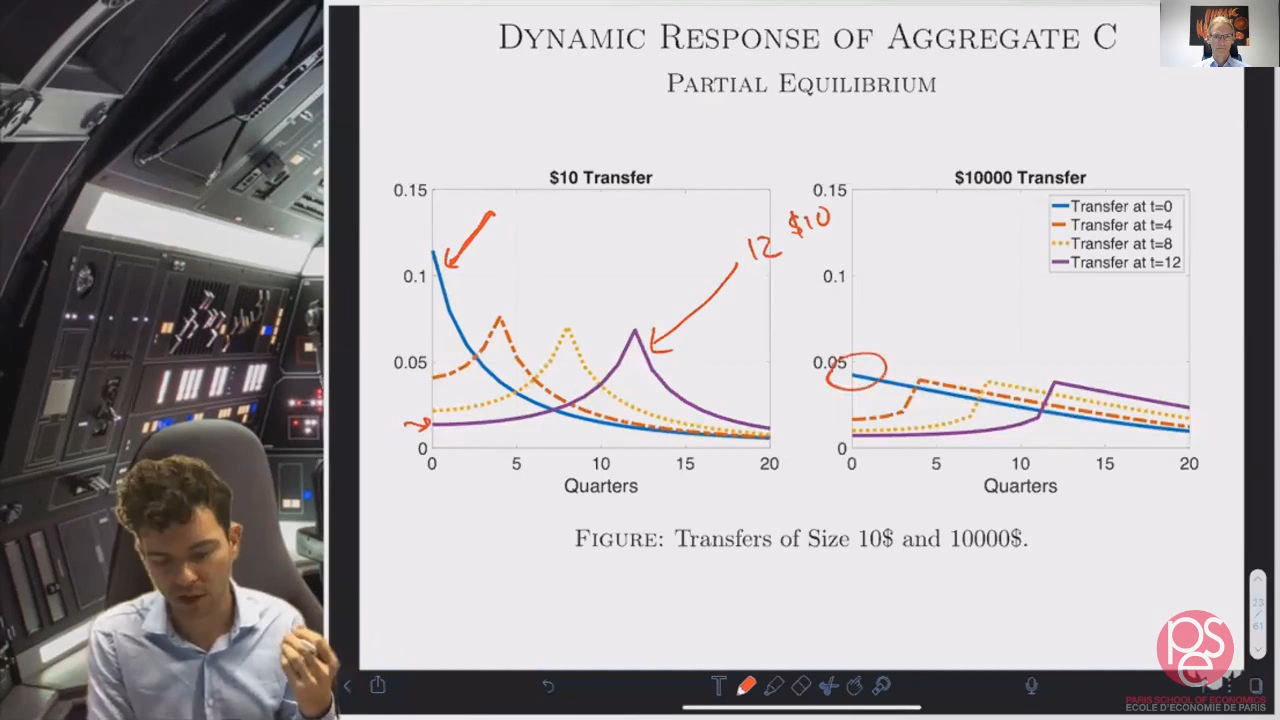 DYNAMIC RESPONSE OF AGGREGATE C
PARTIAL EQUILIBRIUM
$10 Transfer
0.15
0.1
0.05
0
0 5 10 15 20
Quarters
12 $10
$10000 Transfer
0.15
0.1
0.05
0
0 5 10 15 20
Quarters
Transfer at t=0
Transfer at t=4
Transfer at t=8
Transfer at t=12
FIGURE: Transfers of Size 10$ and 10000$.
23
/
61
T
pse
PARIS SCHOOL OF ECONOMICS
ECOLE D'ECONOMIE DE PARIS